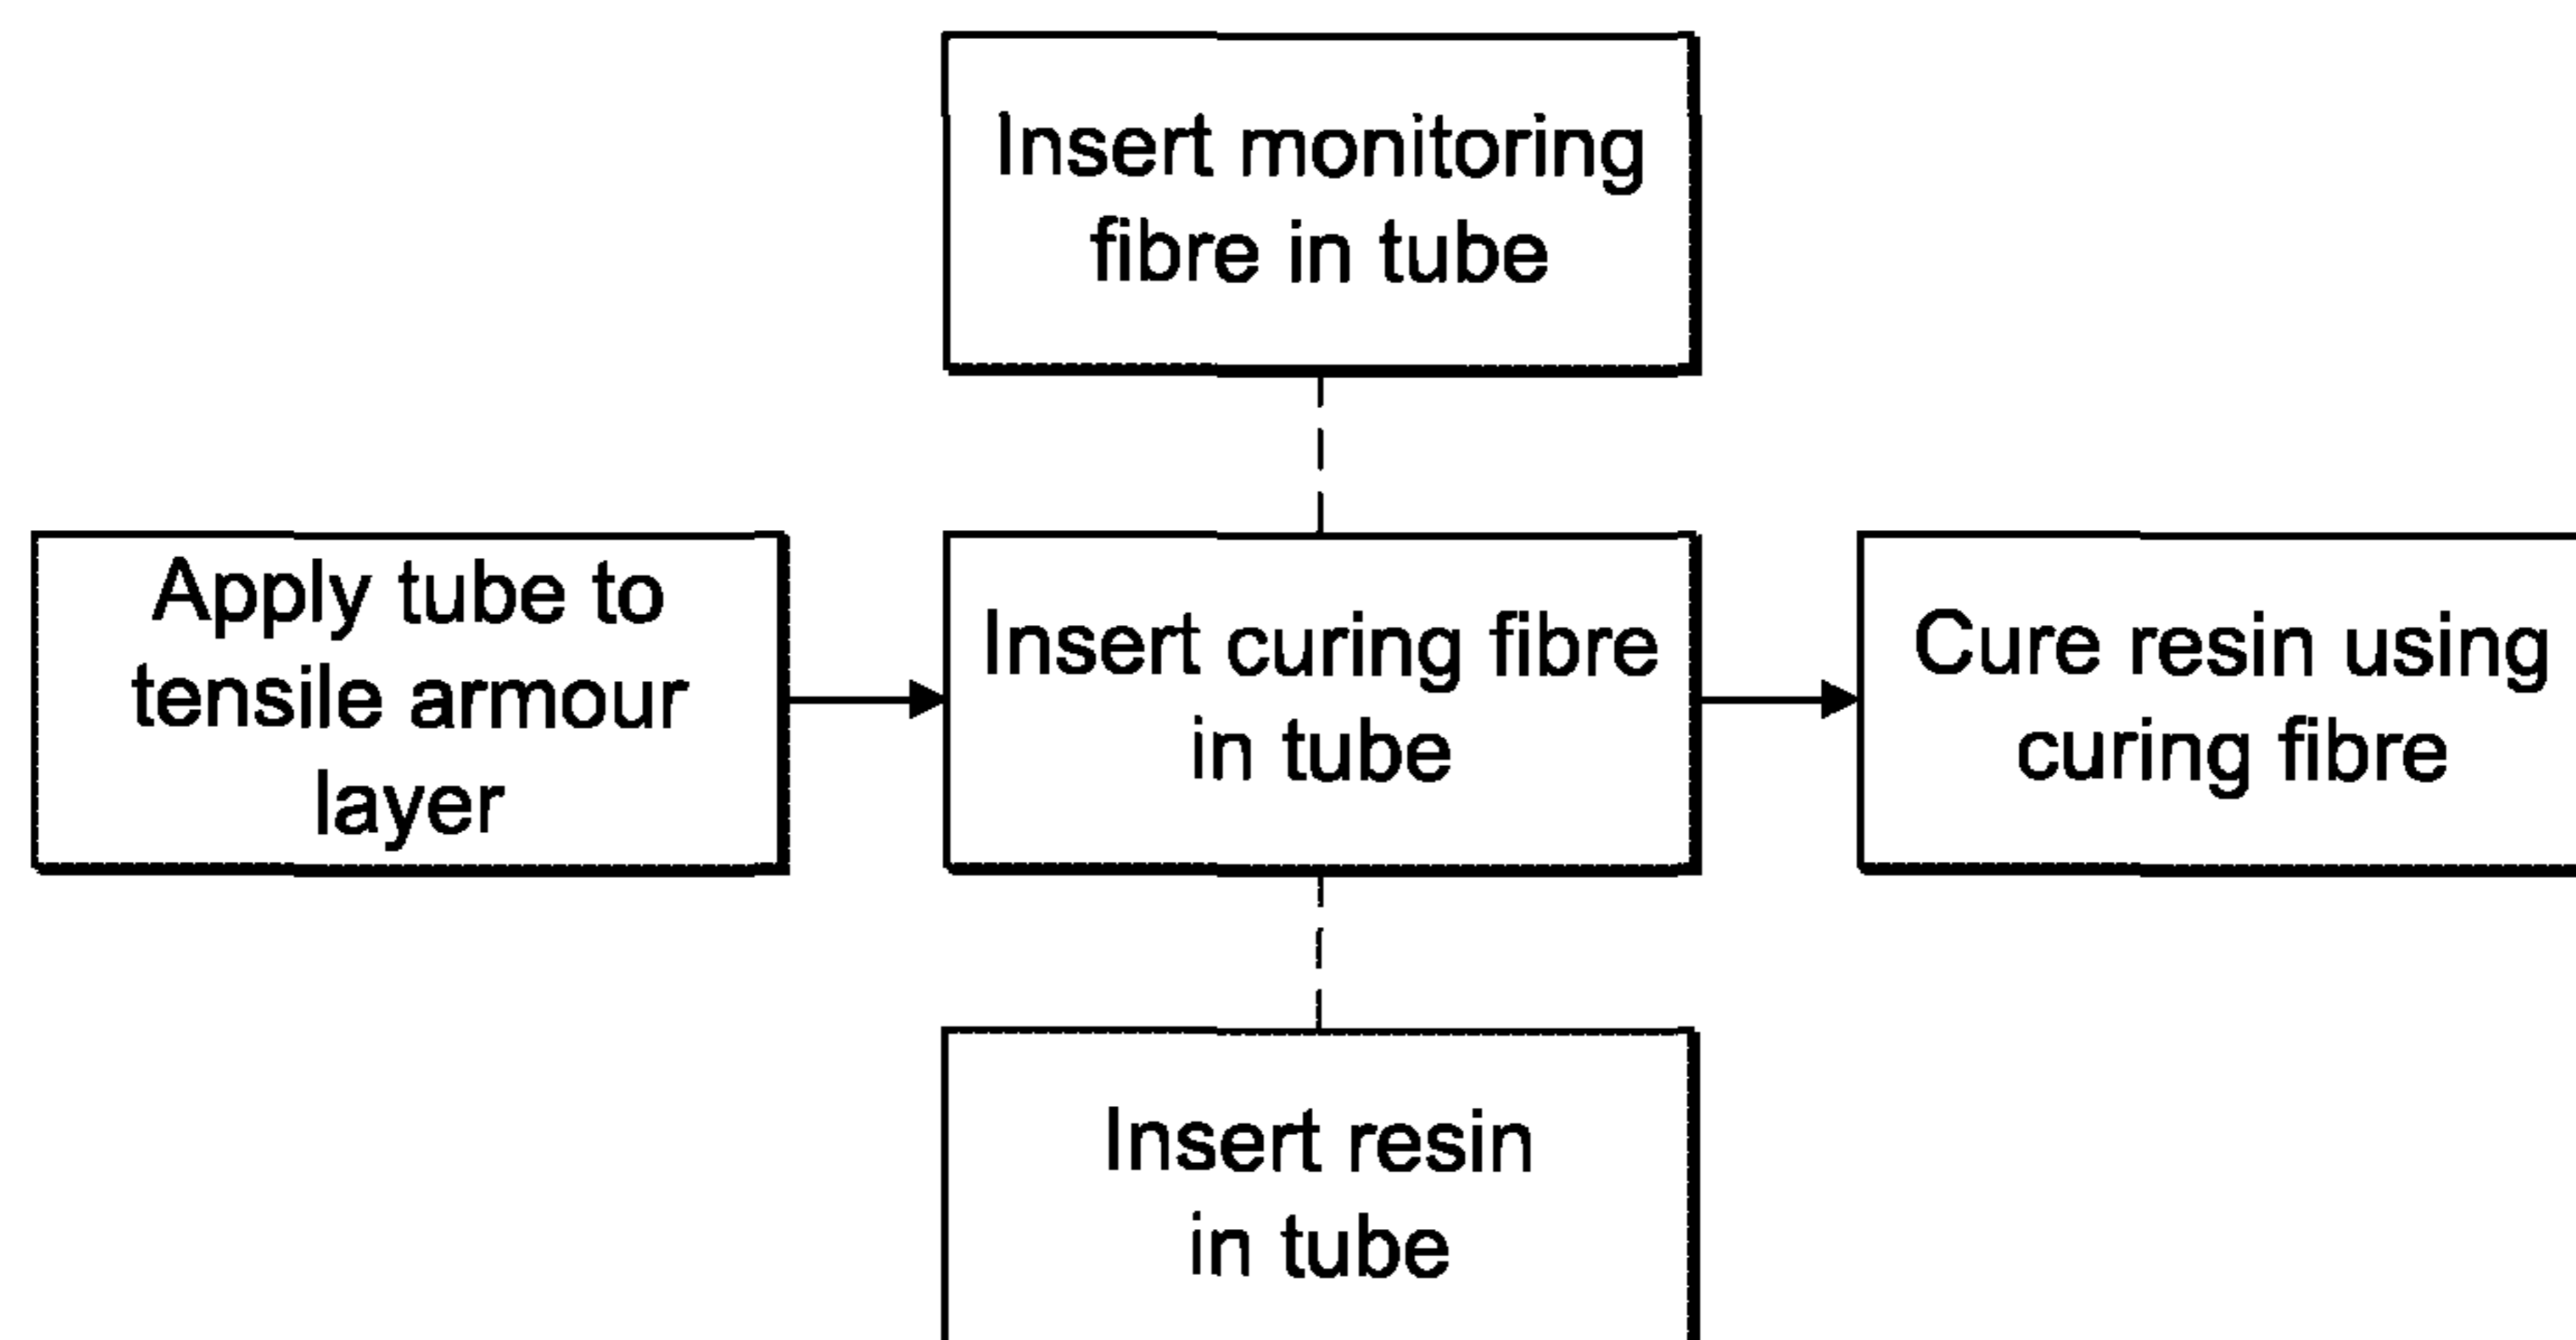 Insert monitoring
fibre in tube
Apply tube to
tensile armour
layer
Insert curing fibre
in tube
Cure resin using
curing fibre
Insert resin
in tube